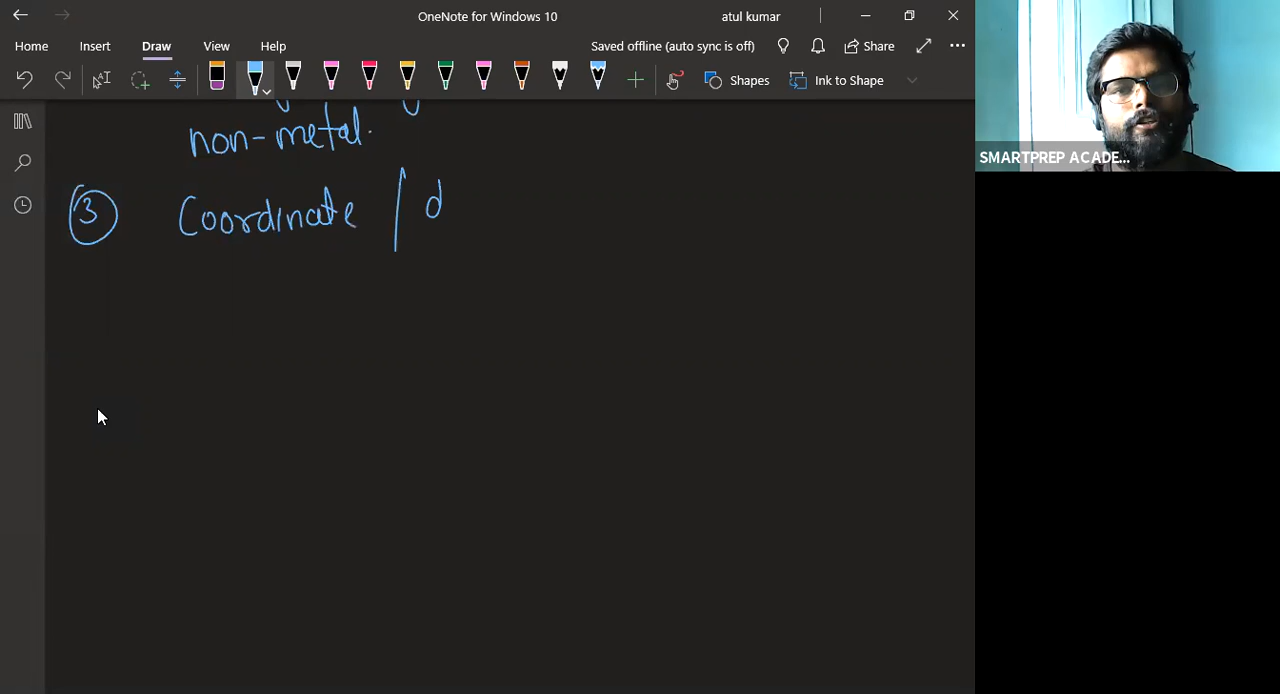 OneNote for Windows 10
atul kumar
Home Insert Draw View Help
Saved offline (auto sync is off)
Share
Shapes
Ink to Shape
non-metal.
SMARTPREP ACADE...
3 Coordinate / d